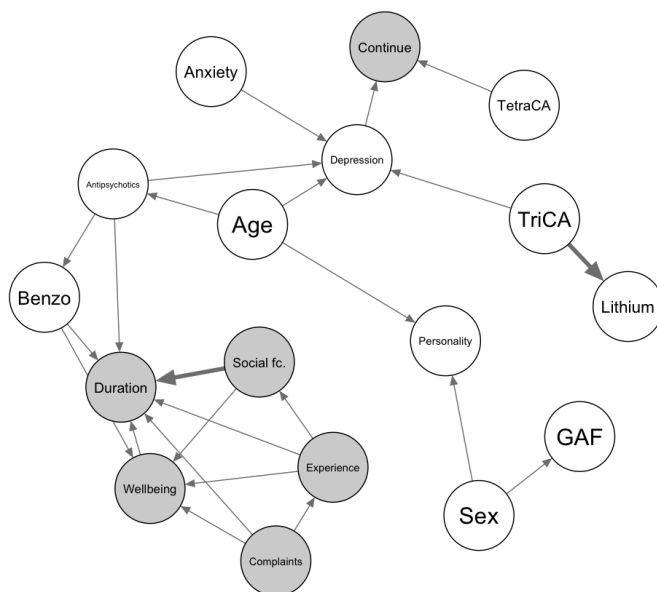 Continue
Anxiety
TetraCA
Depression
Antipsychotics
Age
TriCA
Benzo
Lithium
Personality
Social fc.
Duration
GAF
Experience
Wellbeing
Sex
Complaints